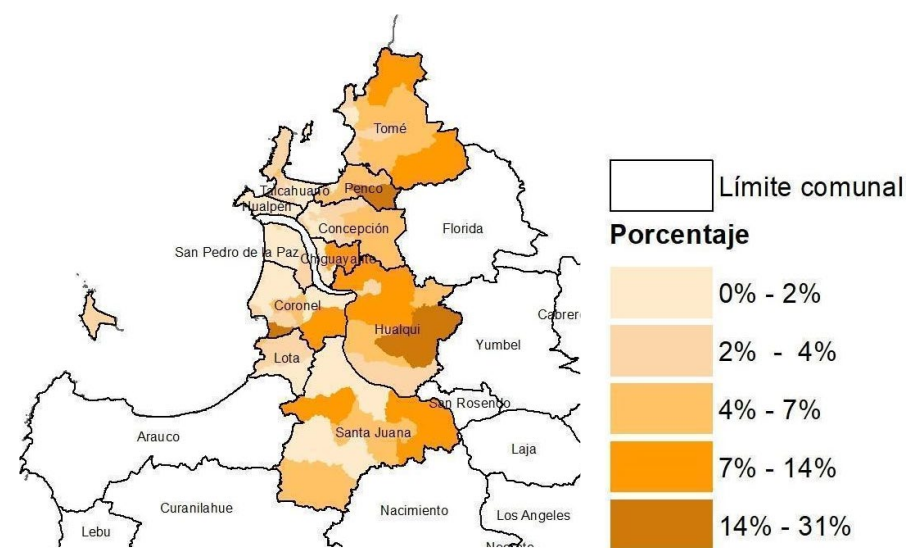 Tomé
Talcahuano
Penco
Hualpén
Concepción
Florida
San Pedro de la Paz
Chiguayante
Coronel
Hualqui
Cabrer
Yumbel
Lota
San Rosendo
Arauco
Santa Juana
Laja
Curanilahue
Nacimiento
Los Angeles
Lebu
Límite comunal
Porcentaje
0% - 2%
2% - 4%
4% - 7%
7% - 14%
14% - 31%